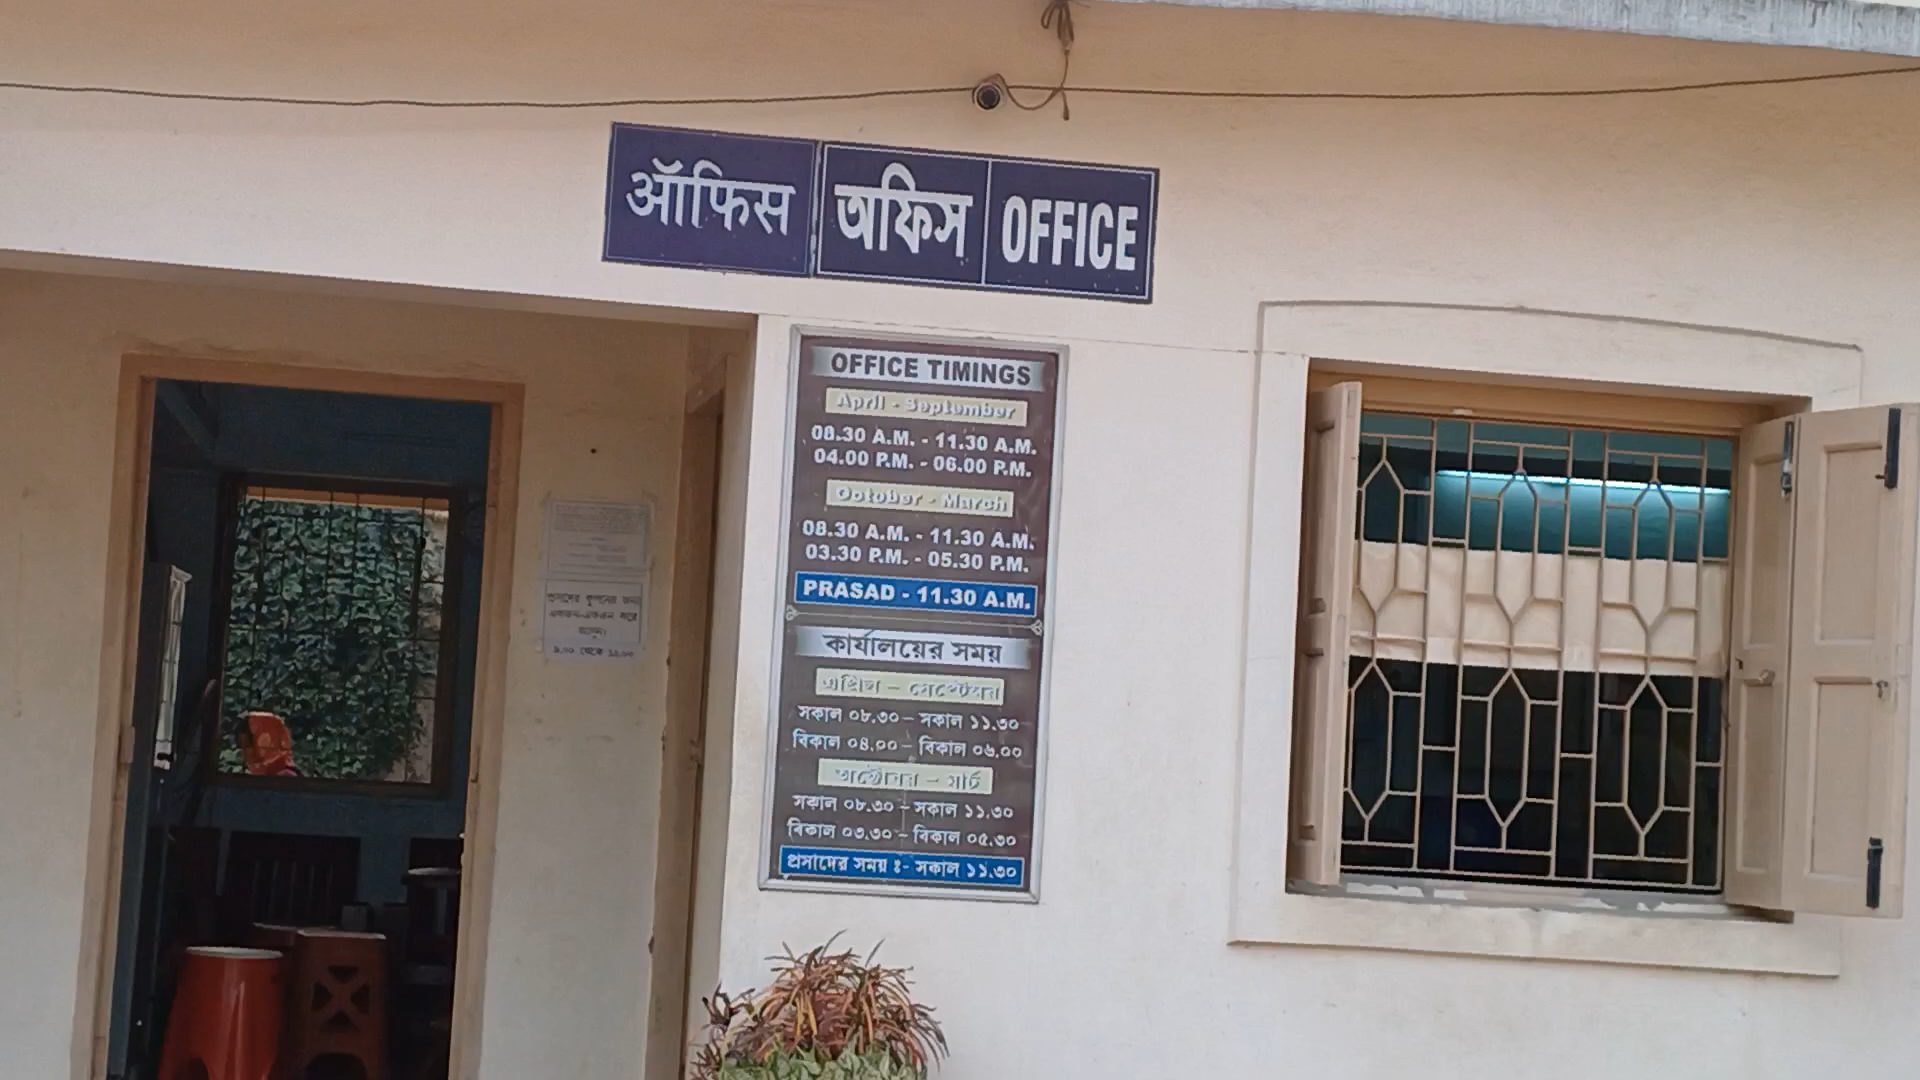 ऑफिस অফিস OFFICE
OFFICE TIMINGS
April - September
08.30 A.M. - 11.30 A.M.
04.00 P.M. - 06.00 P.M.
October - March
08.30 A.M. - 11.30 A.M.
03.30 P.M. - 05.30 P.M.
PRASAD - 11.30 A.M.
কার্যালয়ের সময়
এপ্রিল – সেপ্টেম্বর
সকাল ০৮.৩০ – সকাল ১১.৩০
বিকাল ০৪.০০ – বিকাল ০৬.০০
অক্টোবর – মার্চ
সকাল ০৮.৩০ – সকাল ১১.৩০
বিকাল ০৩.৩০ – বিকাল ০৫.৩০
প্রসাদের সময় ঃ- সকাল ১১.৩০
প্রসাদের কুপনের জন্য